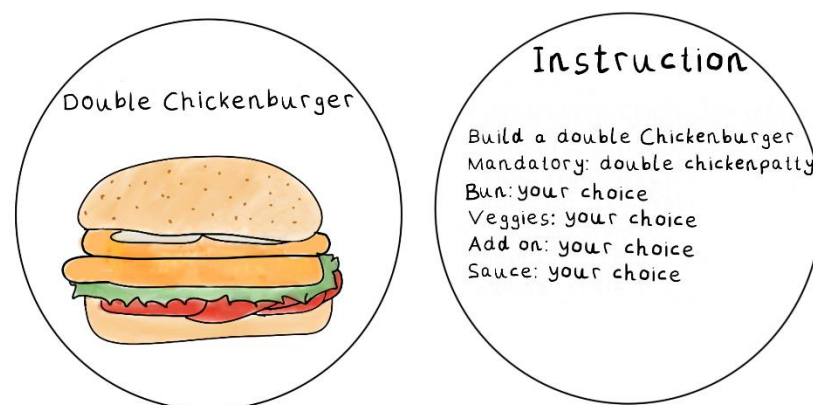 Double Chickenburger
Instruction
Build a double Chickenburger
Mandatory: double chickenpatty
Bun: your choice
Veggies: your choice
Add on: your choice
Sauce: your choice